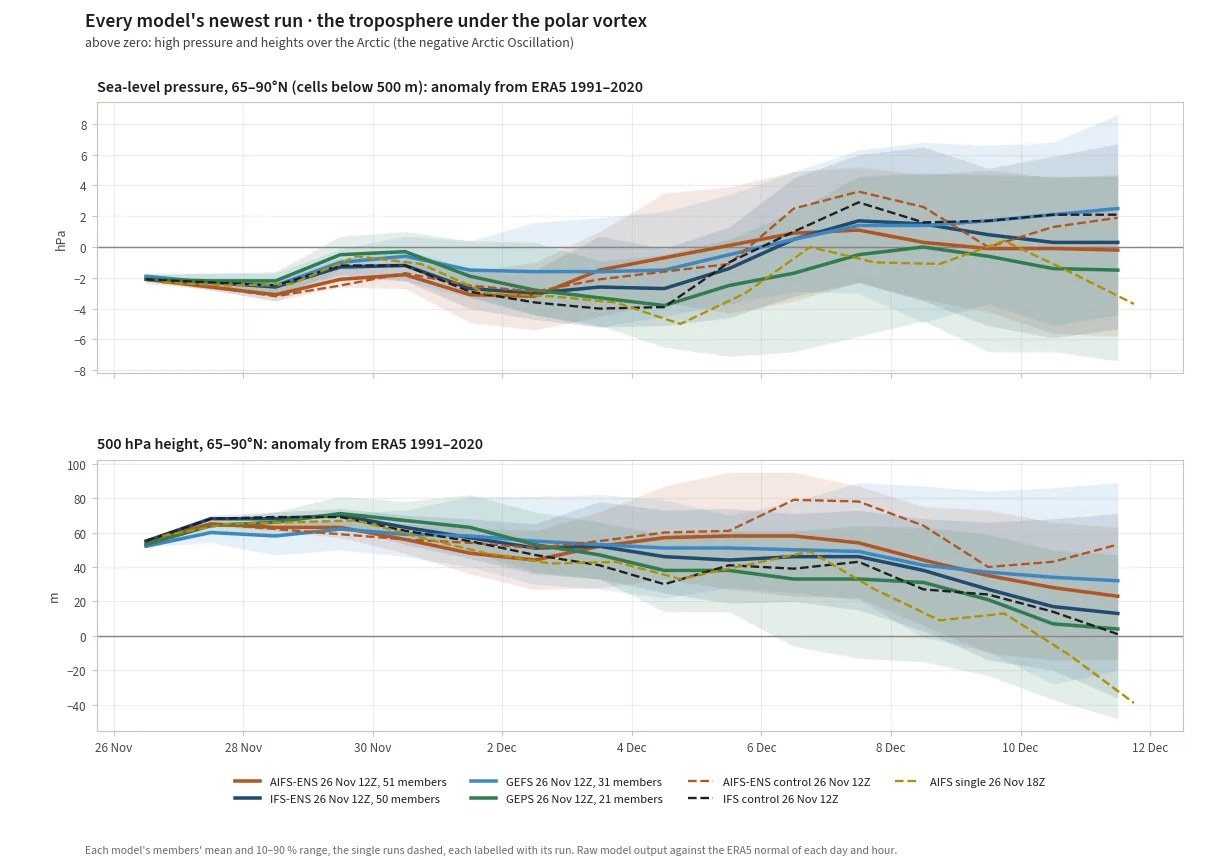 Every model's newest run · the troposphere under the polar vortex
above zero: high pressure and heights over the Arctic (the negative Arctic Oscillation)
Sea-level pressure, 65–90°N (cells below 500 m): anomaly from ERA5 1991–2020
8
6
4
2
0
−2
−4
−6
−8
hPa
500 hPa height, 65–90°N: anomaly from ERA5 1991–2020
100
80
60
40
20
0
−20
−40
m
26 Nov 28 Nov 30 Nov 2 Dec 4 Dec 6 Dec 8 Dec 10 Dec 12 Dec
AIFS-ENS 26 Nov 12Z, 51 members GEFS 26 Nov 12Z, 31 members AIFS-ENS control 26 Nov 12Z AIFS single 26 Nov 18Z
IFS-ENS 26 Nov 12Z, 50 members GEPS 26 Nov 12Z, 21 members IFS control 26 Nov 12Z
Each model's members' mean and 10–90 % range, the single runs dashed, each labelled with its run. Raw model output against the ERA5 normal of each day and hour.